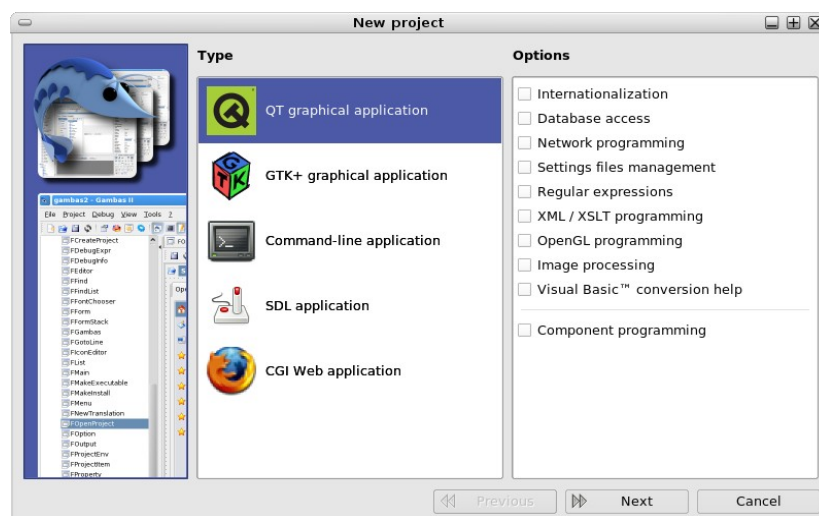 New project
Type
Options
QT graphical application
GTK+ graphical application
Command-line application
SDL application
CGI Web application
Internationalization
Database access
Network programming
Settings files management
Regular expressions
XML / XSLT programming
OpenGL programming
Image processing
Visual Basic™ conversion help
Component programming
gambas2 - Gambas II
File Project Debug View Tools ?
FCreateProject
FDebugExpr
FDebugInfo
FEditor
FFind
FFindList
FFontChooser
FForm
FFormStack
FGambas
FGotoLine
FIconEditor
FList
FMain
FMakeExecutable
FMakeInstall
FMenu
FNewTranslation
FOpenProject
FOption
FOutput
FProjectEnv
FProjectItem
FProperty
Previous
Next
Cancel